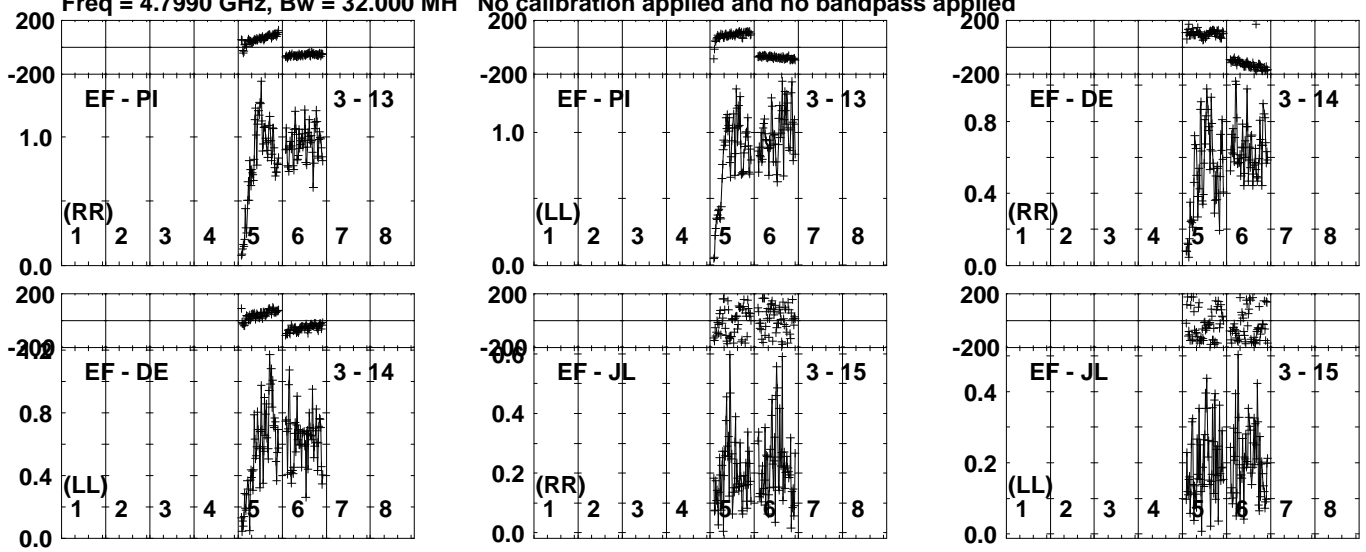 Freq = 4.7990 GHz, Bw = 32.000 MH No calibration applied and no bandpass applied
200
-200
EF - PI 3 - 13
1.0
(RR)
1 2 3 4 5 6 7 8
0.0
200
-200
EF - PI 3 - 13
1.0
(LL)
1 2 3 4 5 6 7 8
0.0
200
-200
EF - DE 3 - 14
0.8
0.4
(RR)
1 2 3 4 5 6 7 8
0.0
200
-200
1.2
EF - DE 3 - 14
0.8
0.4
(LL)
1 2 3 4 5 6 7 8
0.0
200
-200
0.6
EF - JL 3 - 15
0.4
0.2
(RR)
1 2 3 4 5 6 7 8
0.0
200
-200
EF - JL 3 - 15
0.4
0.2
(LL)
1 2 3 4 5 6 7 8
0.0